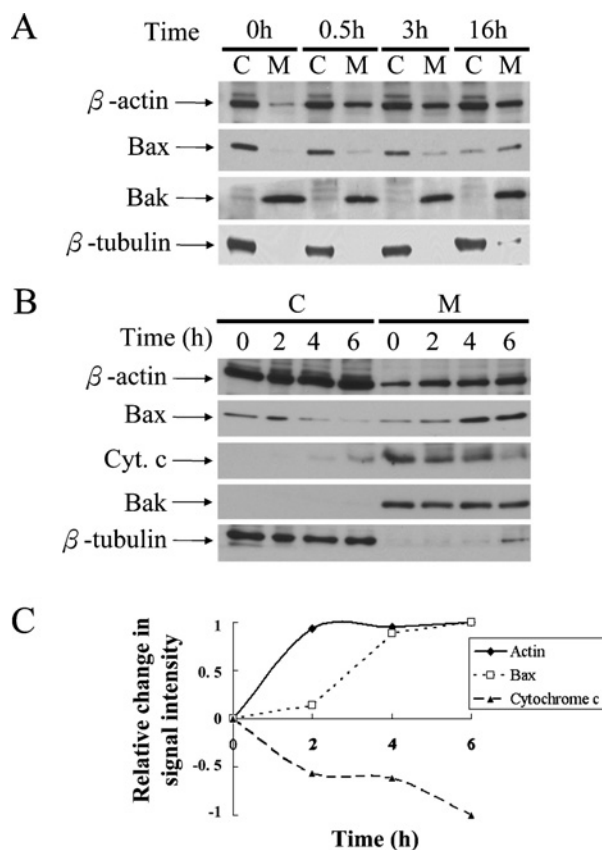 A
Time 0h 0.5h 3h 16h
C M C M C M C M
β-actin
Bax
Bak
β-tubulin
B
C M
Time (h) 0 2 4 6 0 2 4 6
β-actin
Bax
Cyt. c
Bak
β-tubulin
C
Relative change in
signal intensity
1
0.5
0
-0.5
-1
0 2 4 6
Time (h)
Actin
Bax
Cytochrome c